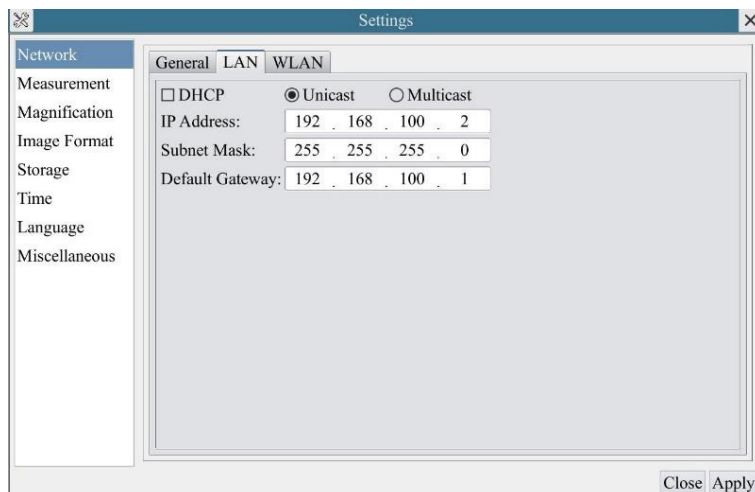 Settings
Network
Measurement
Magnification
Image Format
Storage
Time
Language
Miscellaneous
General LAN WLAN
DHCP Unicast Multicast
IP Address: 192 . 168 . 100 . 2
Subnet Mask: 255 . 255 . 255 . 0
Default Gateway: 192 . 168 . 100 . 1
Close Apply